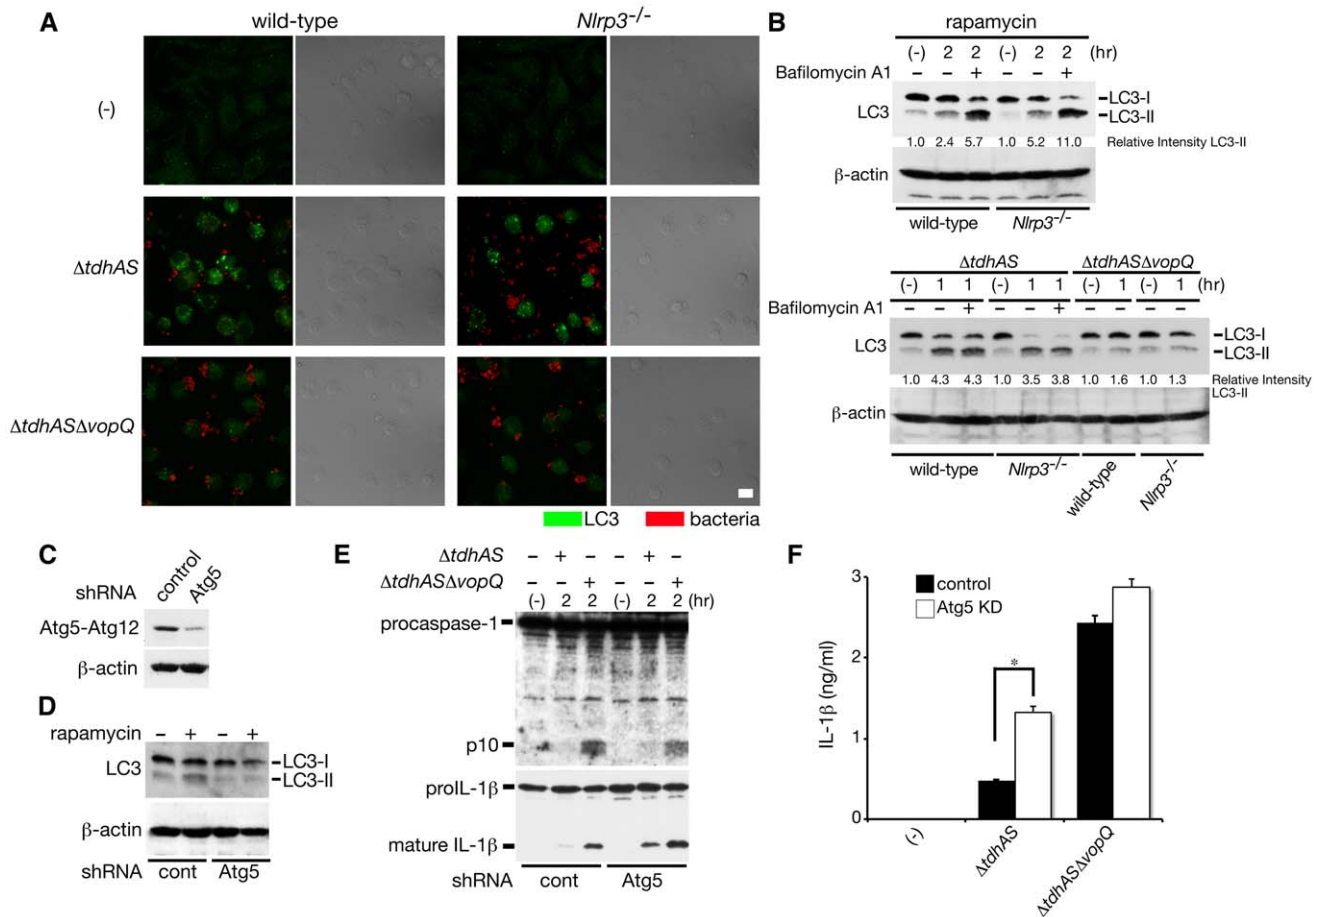 A
wild-type
Nlrp3-/-
(-)
ΔtdhAS
ΔtdhASΔvopQ
LC3
bacteria
B
rapamycin
(-) 2 2 (-) 2 2 (hr)
Bafilomycin A1 – – + – – +
LC3
LC3-I
LC3-II
1.0 2.4 5.7 1.0 5.2 11.0 Relative Intensity LC3-II
β-actin
wild-type Nlrp3-/-
ΔtdhAS ΔtdhASΔvopQ
(-) 1 1 (-) 1 1 (-) 1 (-) 1 (hr)
Bafilomycin A1 – – + – – + – – – –
LC3
LC3-I
LC3-II
1.0 4.3 4.3 1.0 3.5 3.8 1.0 1.6 1.0 1.3 Relative Intensity
LC3-II
β-actin
wild-type Nlrp3-/- wild-type Nlrp3-/-
C
shRNA control Atg5
Atg5-Atg12
β-actin
D
rapamycin – + – +
LC3
LC3-I
LC3-II
β-actin
shRNA cont Atg5
E
ΔtdhAS – + – – + –
ΔtdhASΔvopQ – – + – – +
(-) 2 2 (-) 2 2 (hr)
procaspase-1
p10
proIL-1β
mature IL-1β
shRNA cont Atg5
F
control
Atg5 KD
*
IL-1β (ng/ml)
3
2
1
0
(-)
ΔtdhAS
ΔtdhASΔvopQ